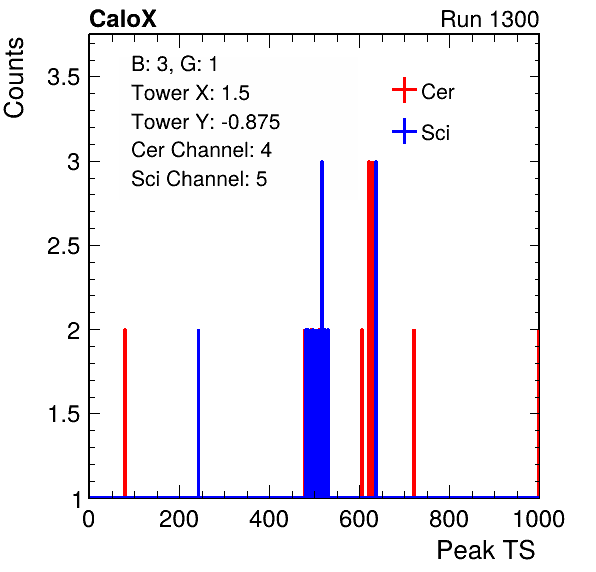 CaloX Run 1300
Counts
B: 3, G: 1
Tower X: 1.5
Tower Y: -0.875
Cer Channel: 4
Sci Channel: 5
Cer
Sci
3.5
3
2.5
2
1.5
1
0 200 400 600 800 1000
Peak TS